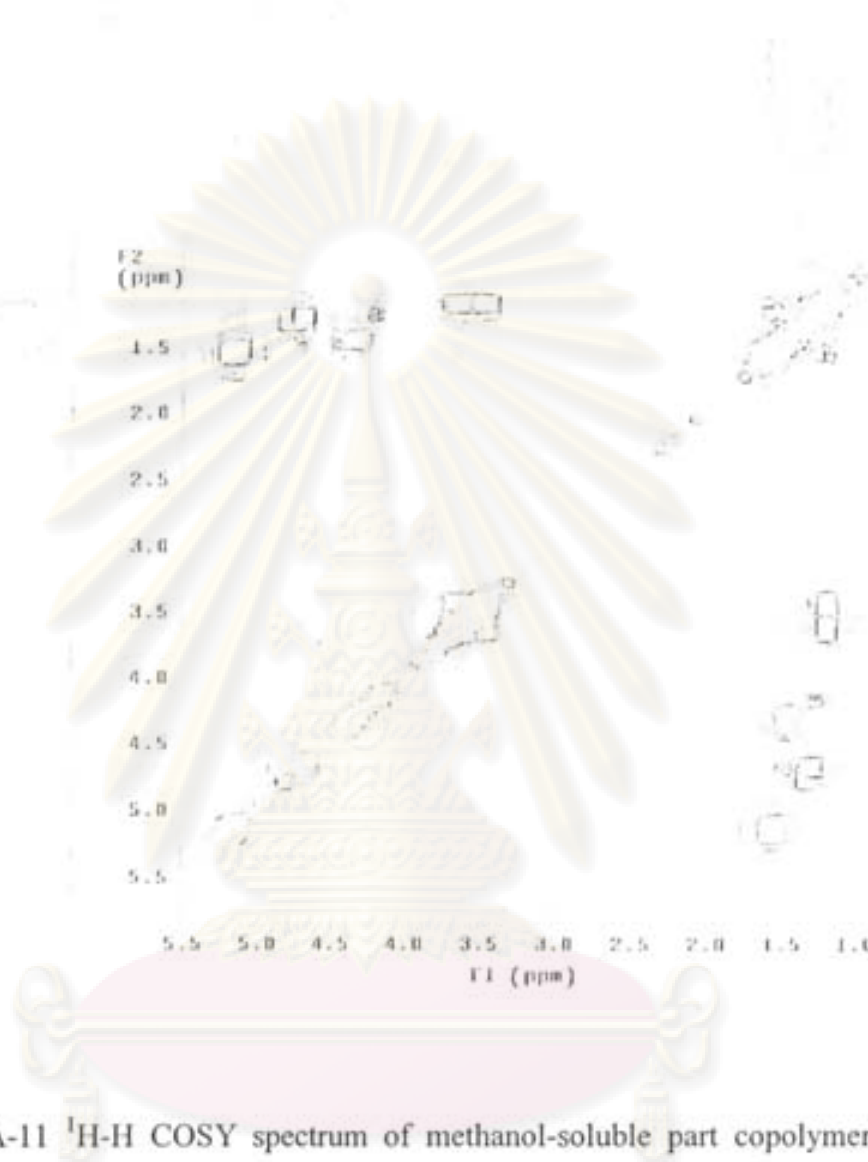 F2
(ppm)
1.5
2.0
2.5
3.0
3.5
4.0
4.5
5.0
5.5
5.5 5.0 4.5 4.0 3.5 3.0 2.5 2.0 1.5 1.0
F1 (ppm)
A-11 ¹H-H COSY spectrum of methanol-soluble part copolymer